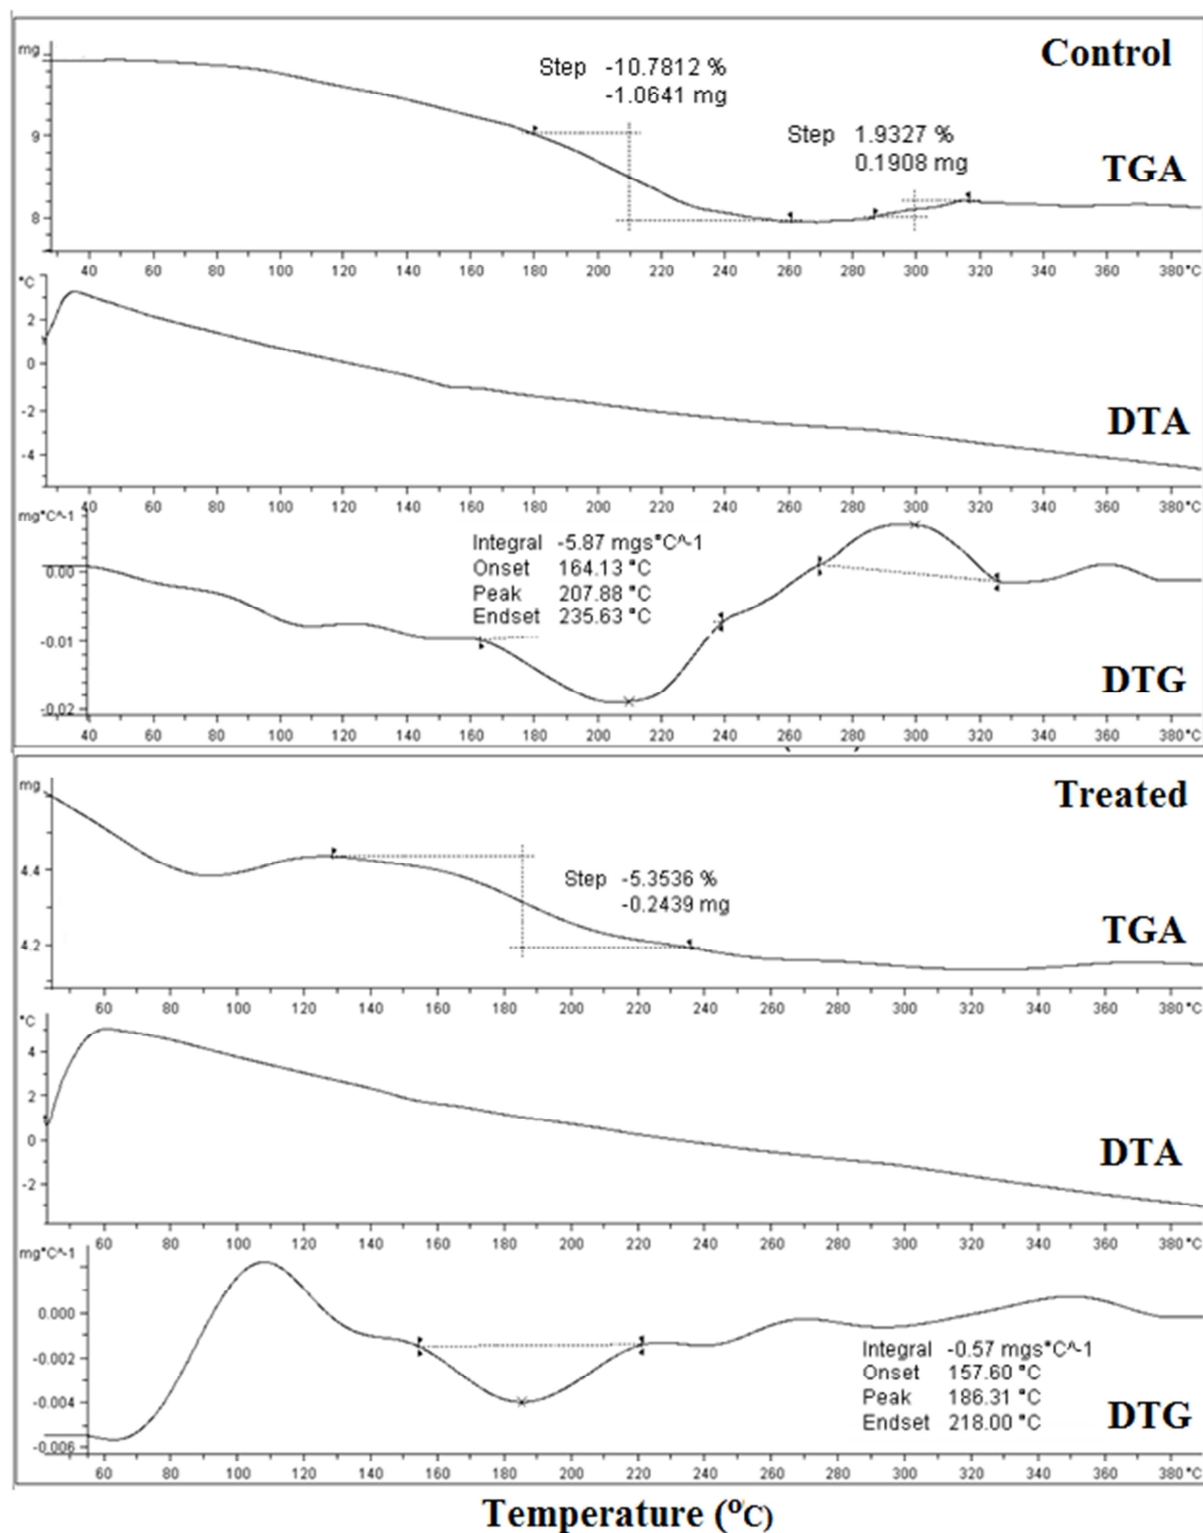 Control
mg
Step -10.7812 %
-1.0641 mg
Step 1.9327 %
0.1908 mg
TGA
9
8
40 60 80 100 120 140 160 180 200 220 240 260 280 300 320 340 360 380 °C
°C
2
0
-2
-4
DTA
40 60 80 100 120 140 160 180 200 220 240 260 280 300 320 340 360 380 °C
mg*C^-1
Integral -5.87 mgs*C^-1
Onset 164.13 °C
Peak 207.88 °C
Endset 235.63 °C
0.00
-0.01
-0.02
DTG
40 60 80 100 120 140 160 180 200 220 240 260 280 300 320 340 360 380 °C
Treated
mg
4.4
Step -5.3536 %
-0.2439 mg
4.2
TGA
60 80 100 120 140 160 180 200 220 240 260 280 300 320 340 360 380 °C
°C
4
2
0
-2
DTA
60 80 100 120 140 160 180 200 220 240 260 280 300 320 340 360 380 °C
mg*C^-1
0.000
-0.002
-0.004
-0.006
Integral -0.57 mgs*C^-1
Onset 157.60 °C
Peak 186.31 °C
Endset 218.00 °C
DTG
60 80 100 120 140 160 180 200 220 240 260 280 300 320 340 360 380 °C
Temperature (°C)